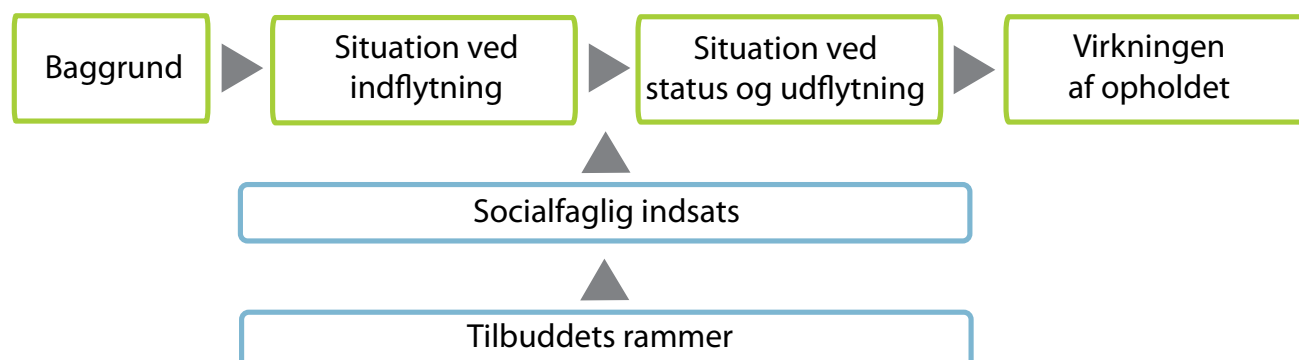 Baggrund
Situation ved
indflytning
Situation ved
status og udflytning
Virkningen
af opholdet
Socialfaglig indsats
Tilbuddets rammer